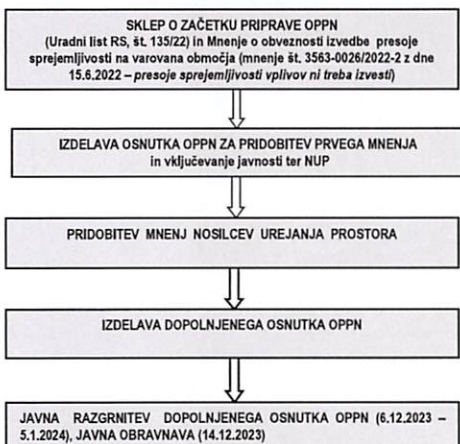 SKLEP O ZAČETKU PRIPRAVE OPPN
(Uradni list RS, št. 135/22) in Mnenje o obveznosti izvedbe presoje
sprejemljivosti na varovana območja (mnenje št. 3563-0026/2022-2 z dne
15.6.2022 – presoje sprejemljivosti vplivov ni treba izvesti)
IZDELAVA OSNUTKA OPPN ZA PRIDOBITEV PRVEGA MNENJA
in vključevanje javnosti ter NUP
PRIDOBITEV MNENJ NOSILCEV UREJANJA PROSTORA
IZDELAVA DOPOLNJENEGA OSNUTKA OPPN
JAVNA RAZGRNITEV DOPOLNJENEGA OSNUTKA OPPN (6.12.2023 –
5.1.2024), JAVNA OBRAVNAVA (14.12.2023)